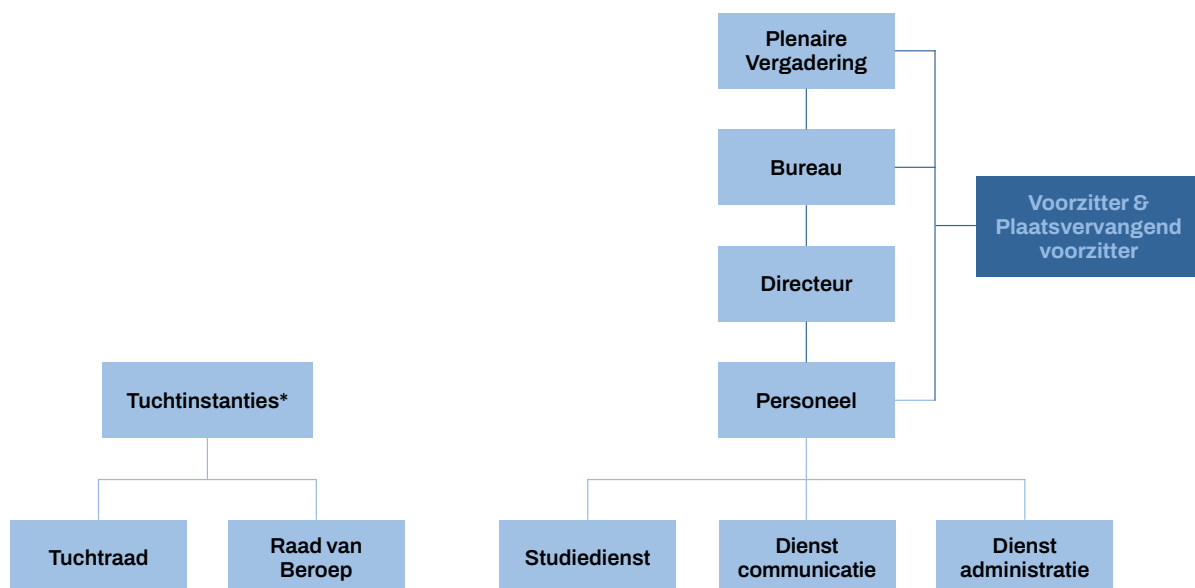 Plenaire
Vergadering
Bureau
Voorzitter &
Plaatsvervangend
voorzitter
Directeur
Tuchtinstanties*
Personeel
Tuchtraad
Raad van
Beroep
Studiedienst
Dienst
communicatie
Dienst
administratie